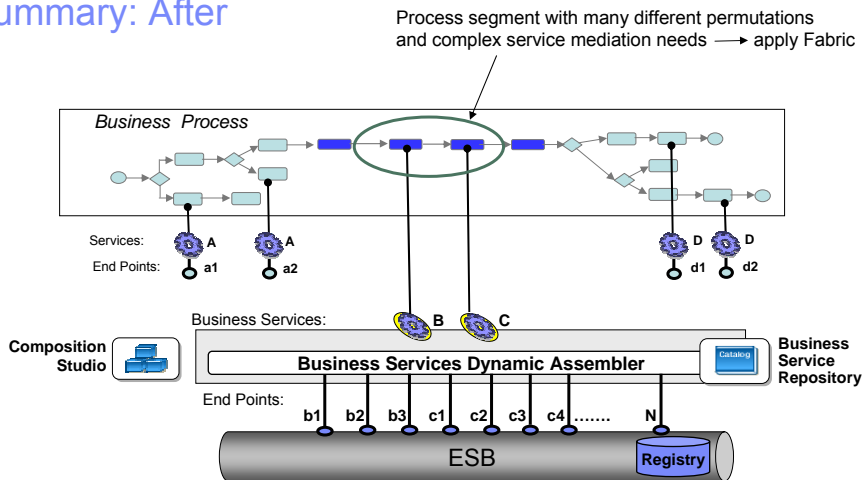 ummary: After
Process segment with many different permutations
and complex service mediation needs → apply Fabric
Business Process
Services: A A D D
End Points: a1 a2 d1 d2
Business Services: B C
Composition
Studio
Business Services Dynamic Assembler
Catalog
Business
Service
Repository
End Points:
b1 b2 b3 c1 c2 c3 c4 ....... N
ESB
Registry